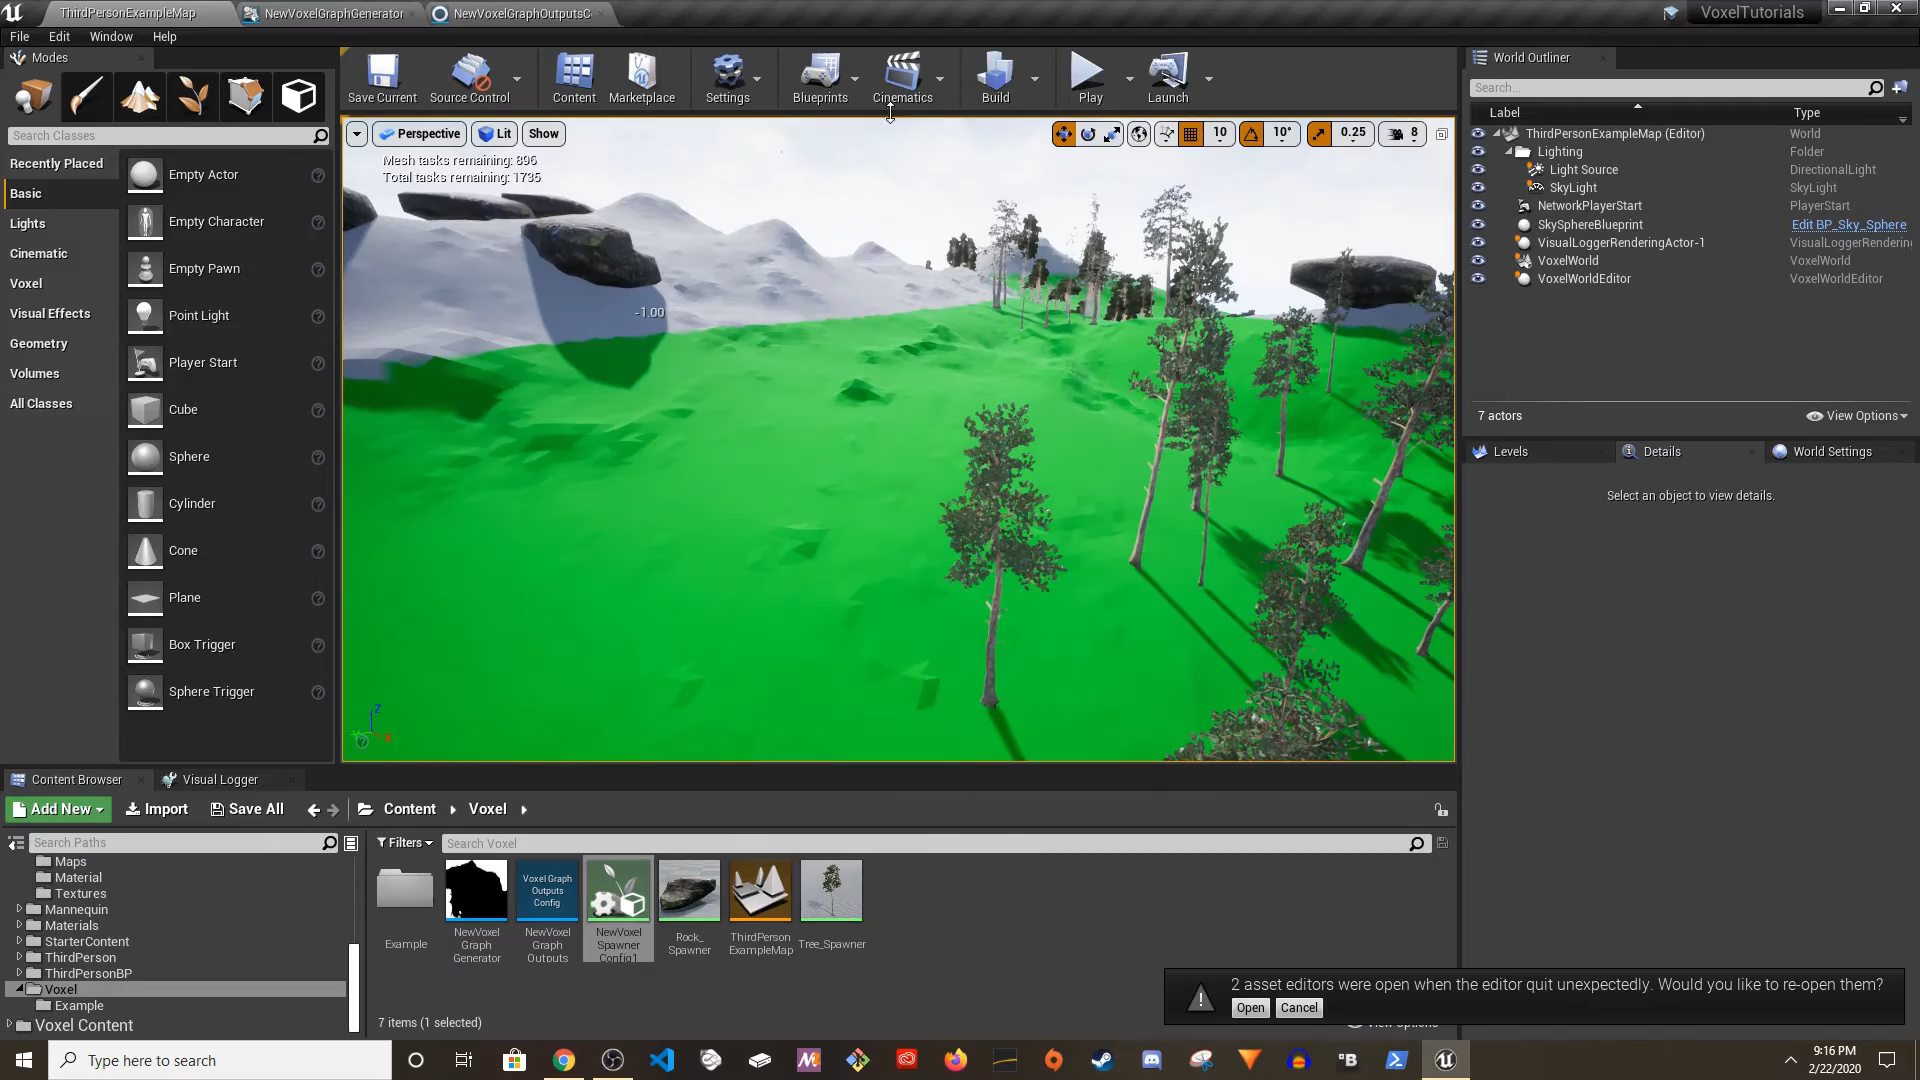 ThirdPersonExampleMap
NewVoxelGraphGenerator
NewVoxelGraphOutputsC
VoxelTutorials
File Edit Window Help
Modes
Search Classes
Recently Placed
Basic
Lights
Cinematic
Voxel
Visual Effects
Geometry
Volumes
All Classes
Empty Actor
Empty Character
Empty Pawn
Point Light
Player Start
Cube
Sphere
Cylinder
Cone
Plane
Box Trigger
Sphere Trigger
Save Current
Source Control
Content
Marketplace
Settings
Blueprints
Cinematics
Build
Play
Launch
Perspective
Lit
Show
10
10°
0.25
8
Mesh tasks remaining: 896
Total tasks remaining: 1735
-1.00
Z
World Outliner
Search...
Label Type
ThirdPersonExampleMap (Editor) World
Lighting Folder
Light Source DirectionalLight
SkyLight SkyLight
NetworkPlayerStart PlayerStart
SkySphereBlueprint Edit BP_Sky_Sphere
VisualLoggerRenderingActor-1 VisualLoggerRendering
VoxelWorld VoxelWorld
VoxelWorldEditor VoxelWorldEditor
7 actors
View Options
Levels
Details
World Settings
Select an object to view details.
Content Browser
Visual Logger
Add New
Import
Save All
Content
Voxel
Search Paths
Maps
Material
Textures
Mannequin
Materials
StarterContent
ThirdPerson
ThirdPersonBP
Voxel
Example
Voxel Content
Filters
Search Voxel
Voxel Graph
Outputs
Config
Example
NewVoxel
Graph
Generator
NewVoxel
Graph
Outputs
NewVoxel
Spawner
Config1
Rock_
Spawner
ThirdPerson
ExampleMap
Tree_Spawner
7 items (1 selected)
View Options
2 asset editors were open when the editor quit unexpectedly. Would you like to re-open them?
Open
Cancel
Type here to search
9:16 PM
2/22/2020